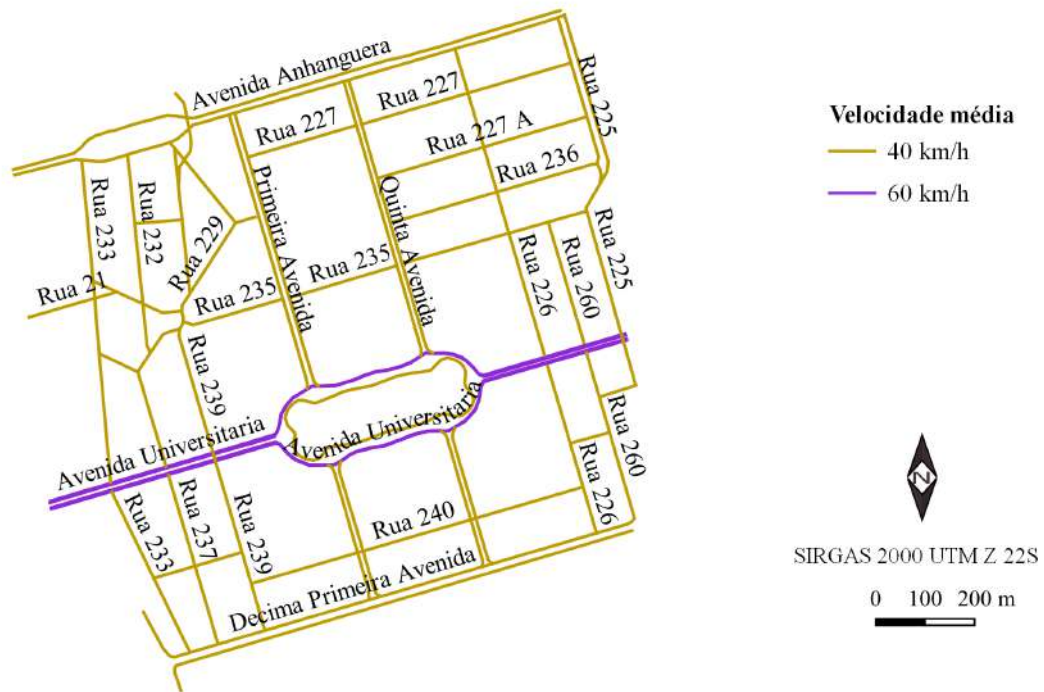 Avenida Anhanguera
Rua 227
Rua 227
Rua 225
Rua 227 A
Rua 236
Rua 233
Rua 232
Rua 229
Primeira Avenida
Quinta Avenida
Rua 21
Rua 235
Rua 235
Rua 226
Rua 260
Rua 225
Rua 239
Avenida Universitaria
Avenida Universitaria
Rua 260
Rua 233
Rua 237
Rua 239
Rua 240
Rua 226
Decima Primeira Avenida
Velocidade média
40 km/h
60 km/h
N
SIRGAS 2000 UTM Z 22S
0 100 200 m